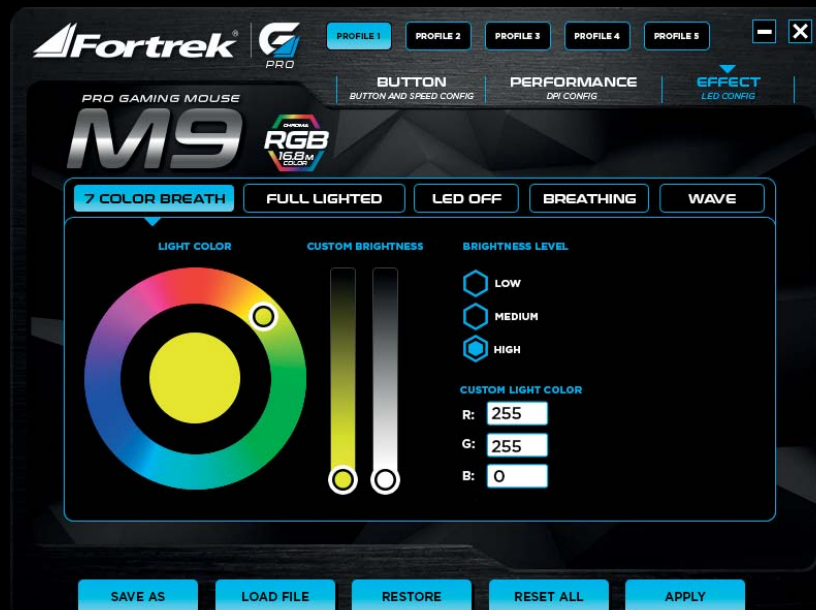 Fortrek® G PRO
PROFILE 1 PROFILE 2 PROFILE 3 PROFILE 4 PROFILE 5
BUTTON PERFORMANCE EFFECT
BUTTON AND SPEED CONFIG DPI CONFIG LED CONFIG
PRO GAMING MOUSE
M9
CHROMA
RGB
16.8M
COLOR
7 COLOR BREATH FULL LIGHTED LED OFF BREATHING WAVE
LIGHT COLOR CUSTOM BRIGHTNESS BRIGHTNESS LEVEL
LOW
MEDIUM
HIGH
CUSTOM LIGHT COLOR
R: 255
G: 255
B: 0
SAVE AS LOAD FILE RESTORE RESET ALL APPLY